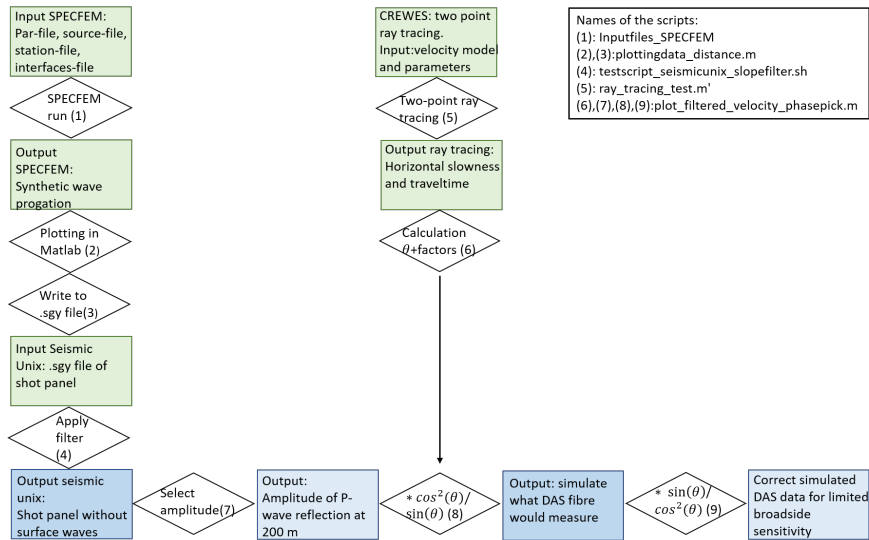 Input SPECFEM:
Par-file, source-file,
station-file,
interfaces-file
SPECFEM
run (1)
Output
SPECFEM:
Synthetic wave
progation
Plotting in
Matlab (2)
Write to
.sgy file(3)
Input Seismic
Unix: .sgy file of
shot panel
Apply
filter
(4)
Output seismic
unix:
Shot panel without
surface waves
Select
amplitude(7)
Output:
Amplitude of P-
wave reflection at
200 m
CREWES: two point
ray tracing.
Input:velocity model
and parameters
Two-point ray
tracing (5)
Output ray tracing:
Horizontal slowness
and traveltime
Calculation
θ+factors (6)
* cos²(θ)/
sin(θ) (8)
Output: simulate
what DAS fibre
would measure
* sin(θ)/
cos²(θ) (9)
Correct simulated
DAS data for limited
broadside
sensitivity
Names of the scripts:
(1): Inputfiles_SPECFEM
(2),(3):plottingdata_distance.m
(4): testscript_seismicunix_slopefilter.sh
(5): ray_tracing_test.m'
(6),(7),(8),(9):plot_filtered_velocity_phasepick.m